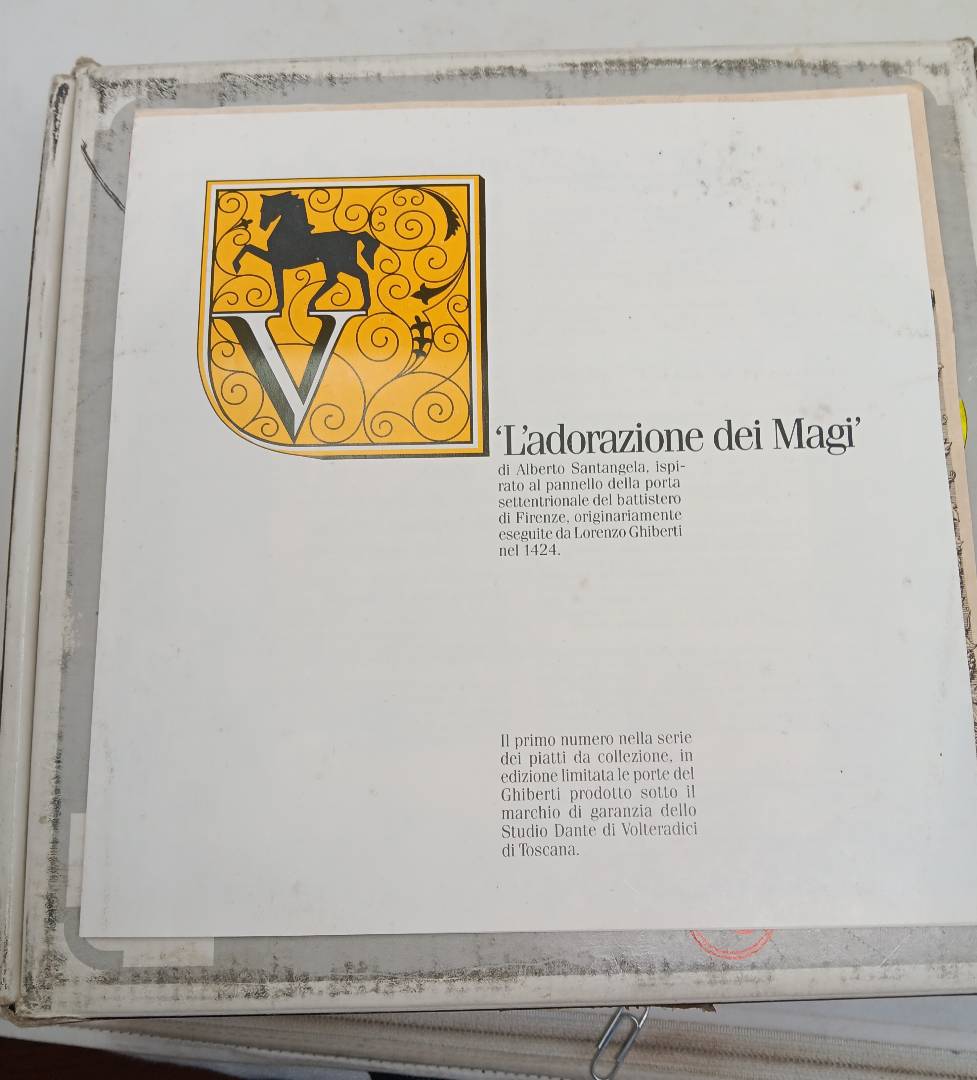 V
‘L’adorazione dei Magi’
di Alberto Santangela, ispi-
rato al pannello della porta
settentrionale del battistero
di Firenze, originariamente
eseguite da Lorenzo Ghiberti
nel 1424.
Il primo numero nella serie
dei piatti da collezione, in
edizione limitata le porte del
Ghiberti prodotto sotto il
marchio di garanzia dello
Studio Dante di Volteradici
di Toscana.